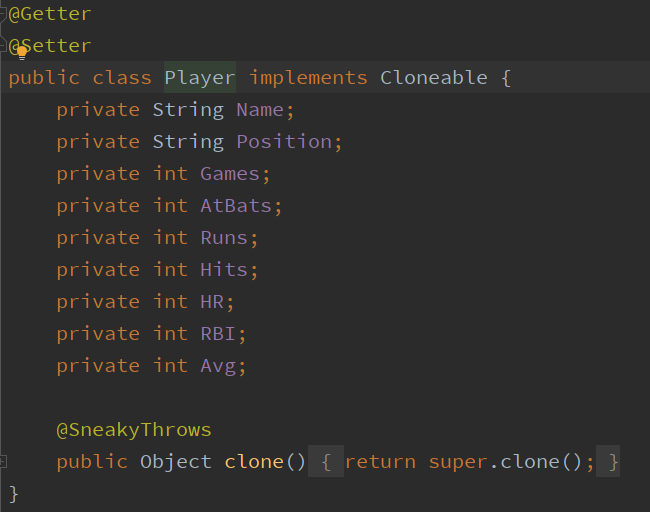 @Getter
@Setter
public class Player implements Cloneable {
    private String Name;
    private String Position;
    private int Games;
    private int AtBats;
    private int Runs;
    private int Hits;
    private int HR;
    private int RBI;
    private int Avg;
    @SneakyThrows
    public Object clone() { return super.clone(); }
}